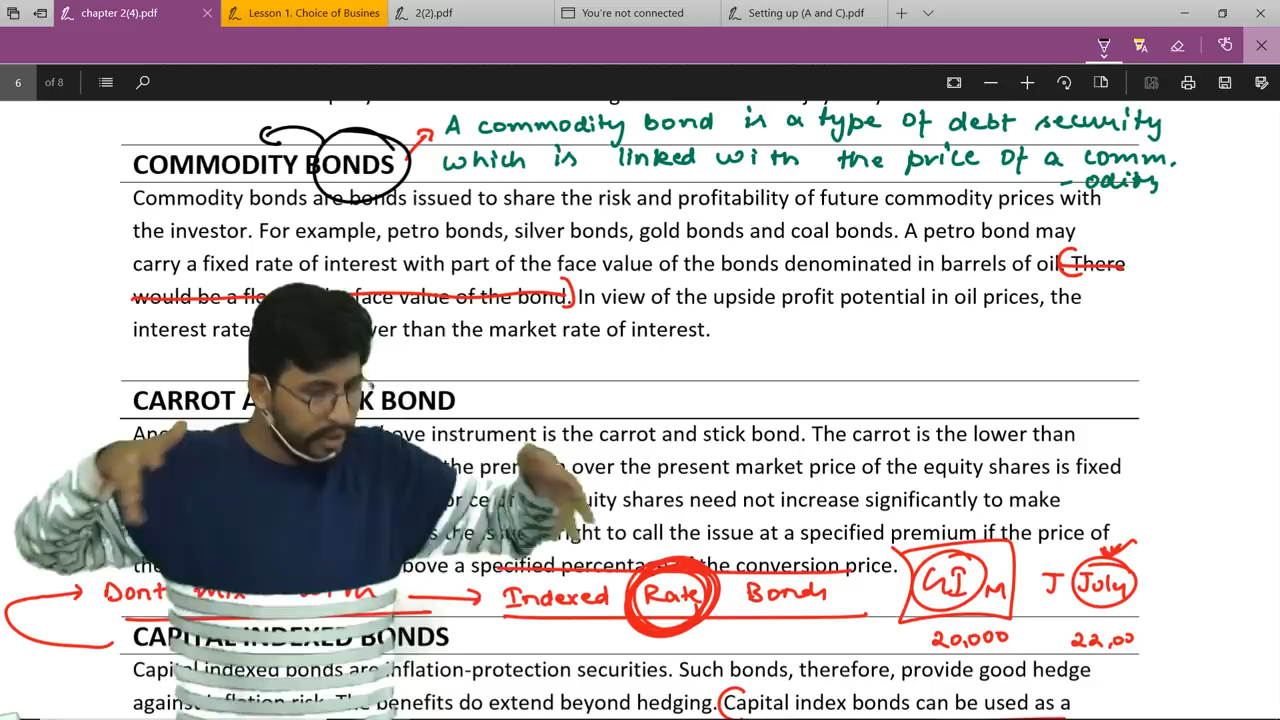 chapter 2(4).pdf
Lesson 1. Choice of Busines
2(2).pdf
You're not connected
Setting up (A and C).pdf
6 of 8
A commodity bond is a type of debt security
COMMODITY BONDS which is linked with the price of a comm.
- odity
Commodity bonds are bonds issued to share the risk and profitability of future commodity prices with
the investor. For example, petro bonds, silver bonds, gold bonds and coal bonds. A petro bond may
carry a fixed rate of interest with part of the face value of the bonds denominated in barrels of oil. There
would be a face value of the bond. In view of the upside profit potential in oil prices, the
interest rate than the market rate of interest.
CARROT BOND
instrument is the carrot and stick bond. The carrot is the lower than
the over the present market price of the equity shares is fixed
shares need not increase significantly to make
to call the issue at a specified premium if the price of
above a specified percentage the conversion price.
Dont Indexed Rate Bonds
GI M J July
20,000 22,00
CAPITAL INDEXED BONDS
Capital indexed bonds are inflation-protection securities. Such bonds, therefore, provide good hedge
against inflation risk. The benefits do extend beyond hedging. Capital index bonds can be used as a